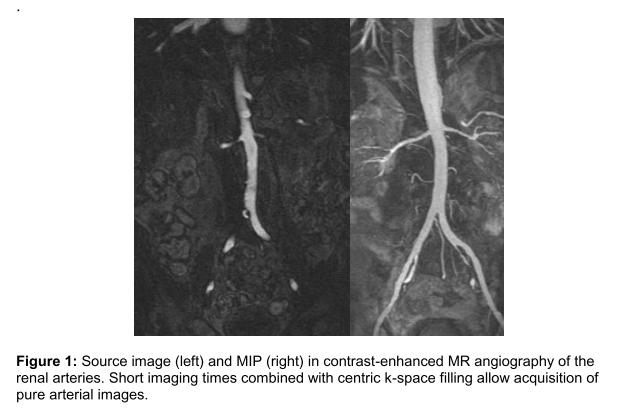 .
Figure 1: Source image (left) and MIP (right) in contrast-enhanced MR angiography of the
renal arteries. Short imaging times combined with centric k-space filling allow acquisition of
pure arterial images.